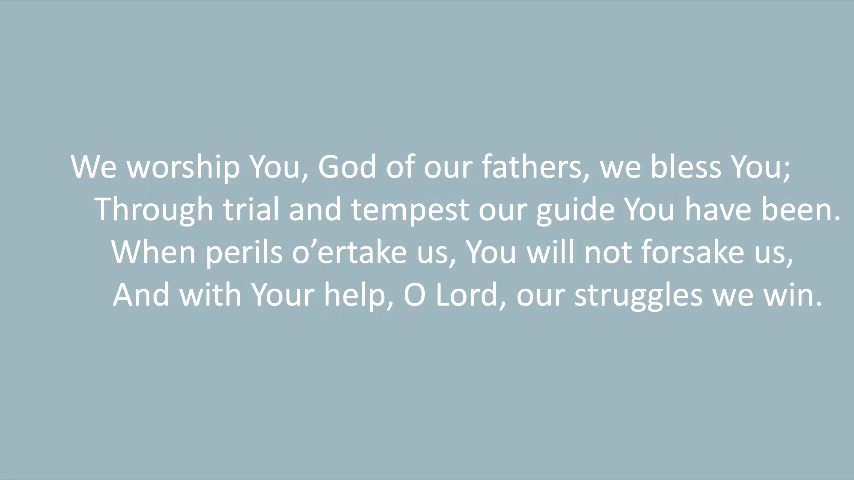 We worship You, God of our fathers, we bless You;
Through trial and tempest our guide You have been.
When perils o’ertake us, You will not forsake us,
And with Your help, O Lord, our struggles we win.